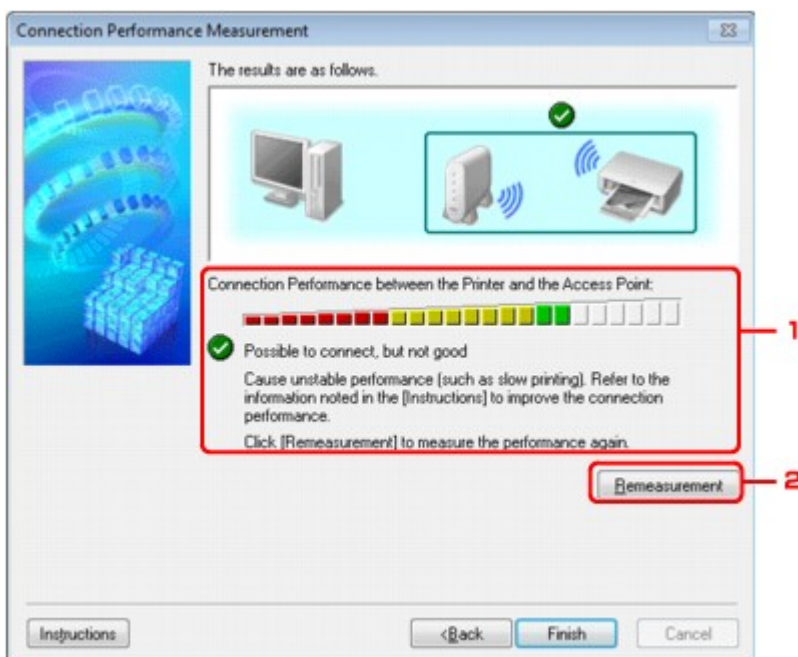 Connection Performance Measurement
The results are as follows.
Connection Performance between the Printer and the Access Point:
1
Possible to connect, but not good
Cause unstable performance (such as slow printing). Refer to the
information noted in the [Instructions] to improve the connection
performance.
Click [Remeasurement] to measure the performance again.
Remeasurement
2
Instructions
<Back
Finish
Cancel